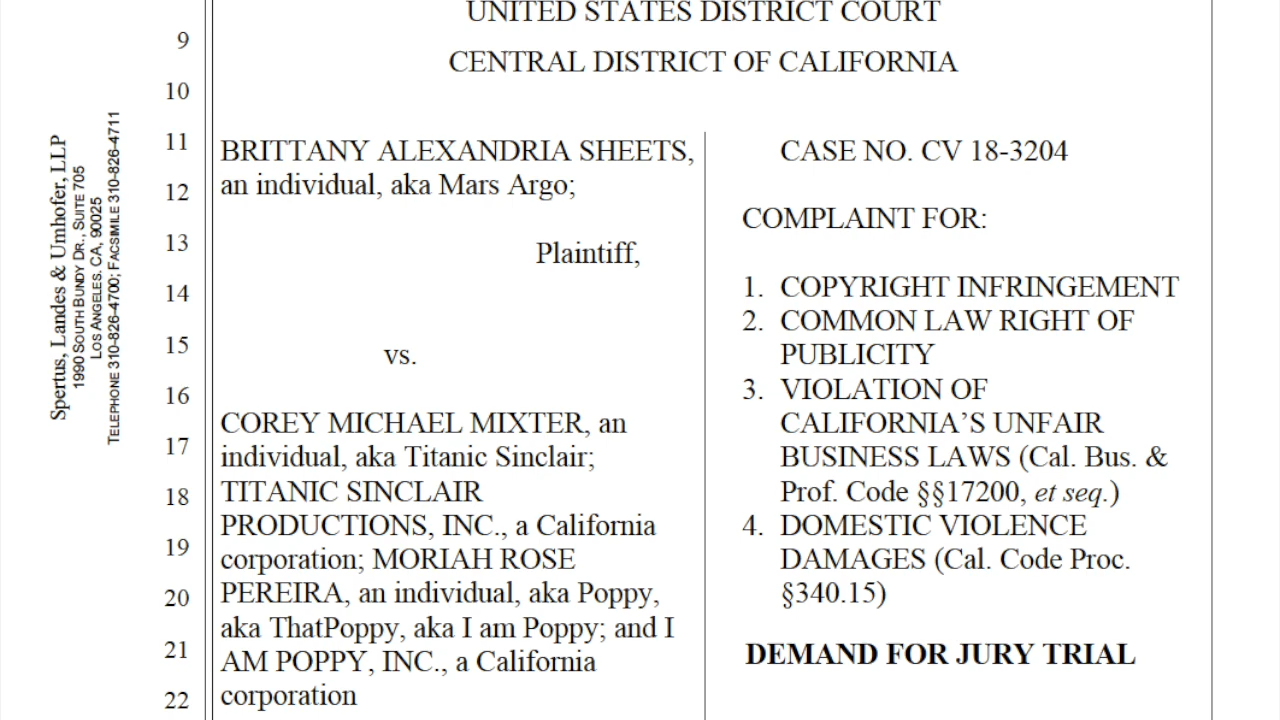 UNITED STATES DISTRICT COURT
CENTRAL DISTRICT OF CALIFORNIA
Spertus, Landes & Umhofer, LLP
1990 SOUTH BUNDY DR., SUITE 705
LOS ANGELES, CA, 90025
TELEPHONE 310-826-4700; FACSIMILE 310-826-4711
9
10
11
12
13
14
15
16
17
18
19
20
21
22
BRITTANY ALEXANDRIA SHEETS,
an individual, aka Mars Argo;
Plaintiff,
vs.
COREY MICHAEL MIXTER, an
individual, aka Titanic Sinclair;
TITANIC SINCLAIR
PRODUCTIONS, INC., a California
corporation; MORIAH ROSE
PEREIRA, an individual, aka Poppy,
aka ThatPoppy, aka I am Poppy; and I
AM POPPY, INC., a California
corporation
CASE NO. CV 18-3204
COMPLAINT FOR:
1. COPYRIGHT INFRINGEMENT
2. COMMON LAW RIGHT OF
PUBLICITY
3. VIOLATION OF
CALIFORNIA’S UNFAIR
BUSINESS LAWS (Cal. Bus. &
Prof. Code §§17200, et seq.)
4. DOMESTIC VIOLENCE
DAMAGES (Cal. Code Proc.
§340.15)
DEMAND FOR JURY TRIAL